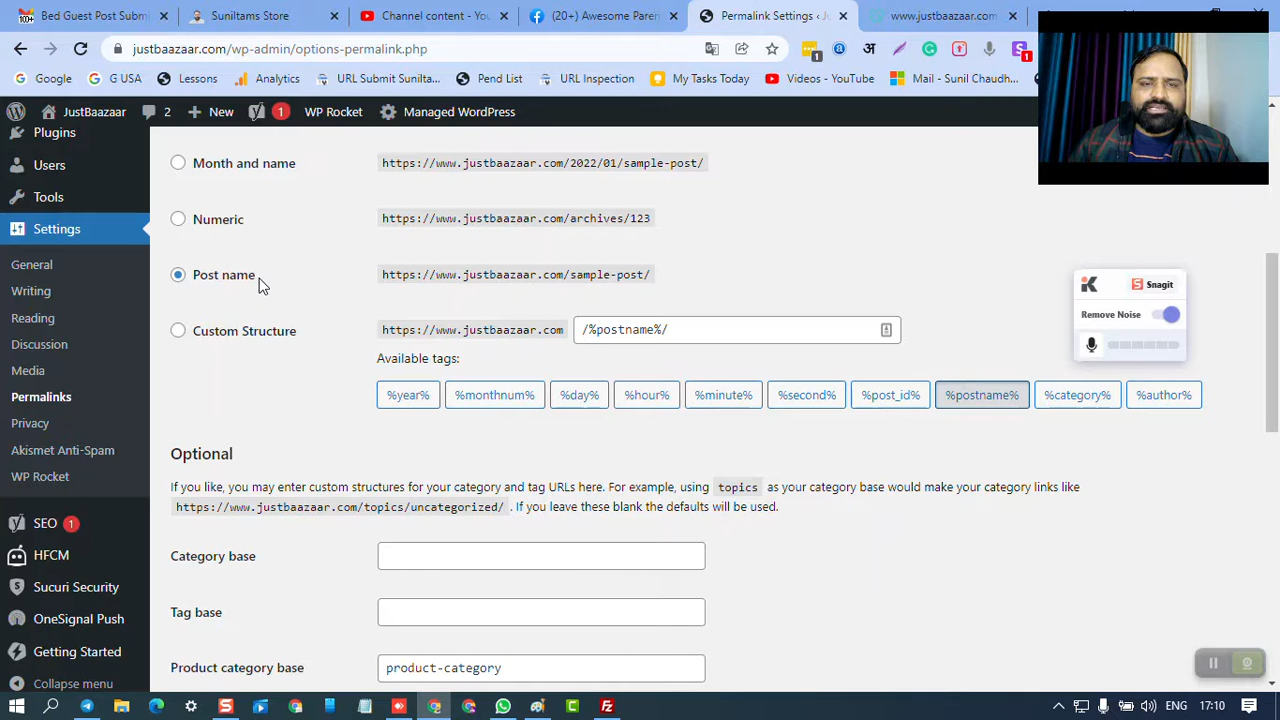 Bed Guest Post Submi
Suniltams Store
Channel content - Yo
(20+) Awesome Paren
Permalink Settings ‹ Ju
www.justbaazaar.com/
justbaazaar.com/wp-admin/options-permalink.php
Google
G USA
Lessons
Analytics
URL Submit Sunilta...
Pend List
URL Inspection
My Tasks Today
Videos - YouTube
Mail - Sunil Chaudh...
JustBaazaar
2
New
1
WP Rocket
Managed WordPress
Plugins
Users
Tools
Settings
General
Writing
Reading
Discussion
Media
Permalinks
Privacy
Akismet Anti-Spam
WP Rocket
SEO 1
HFCM
Sucuri Security
OneSignal Push
Getting Started
Collapse menu
Month and name https://www.justbaazaar.com/2022/01/sample-post/
Numeric https://www.justbaazaar.com/archives/123
Post name https://www.justbaazaar.com/sample-post/
Custom Structure https://www.justbaazaar.com /%postname%/
Available tags:
%year% %monthnum% %day% %hour% %minute% %second% %post_id% %postname% %category% %author%
Optional
If you like, you may enter custom structures for your category and tag URLs here. For example, using topics as your category base would make your category links like
https://www.justbaazaar.com/topics/uncategorized/ . If you leave these blank the defaults will be used.
Category base
Tag base
Product category base product-category
Snagit
Remove Noise
ENG 17:10